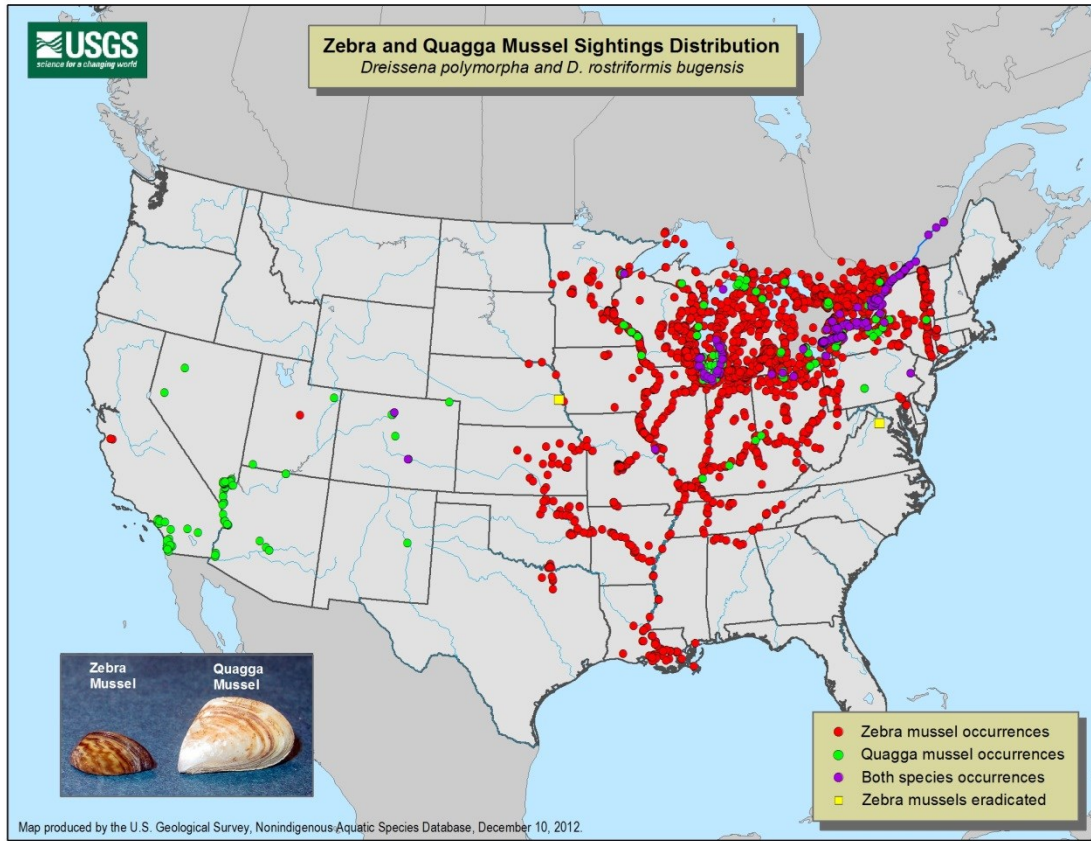 USGS
science for a changing world
Zebra and Quagga Mussel Sightings Distribution
Dreissena polymorpha and D. rostriformis bugensis
Zebra
Mussel
Quagga
Mussel
Zebra mussel occurrences
Quagga mussel occurrences
Both species occurrences
Zebra mussels eradicated
Map produced by the U.S. Geological Survey, Nonindigenous Aquatic Species Database, December 10, 2012.